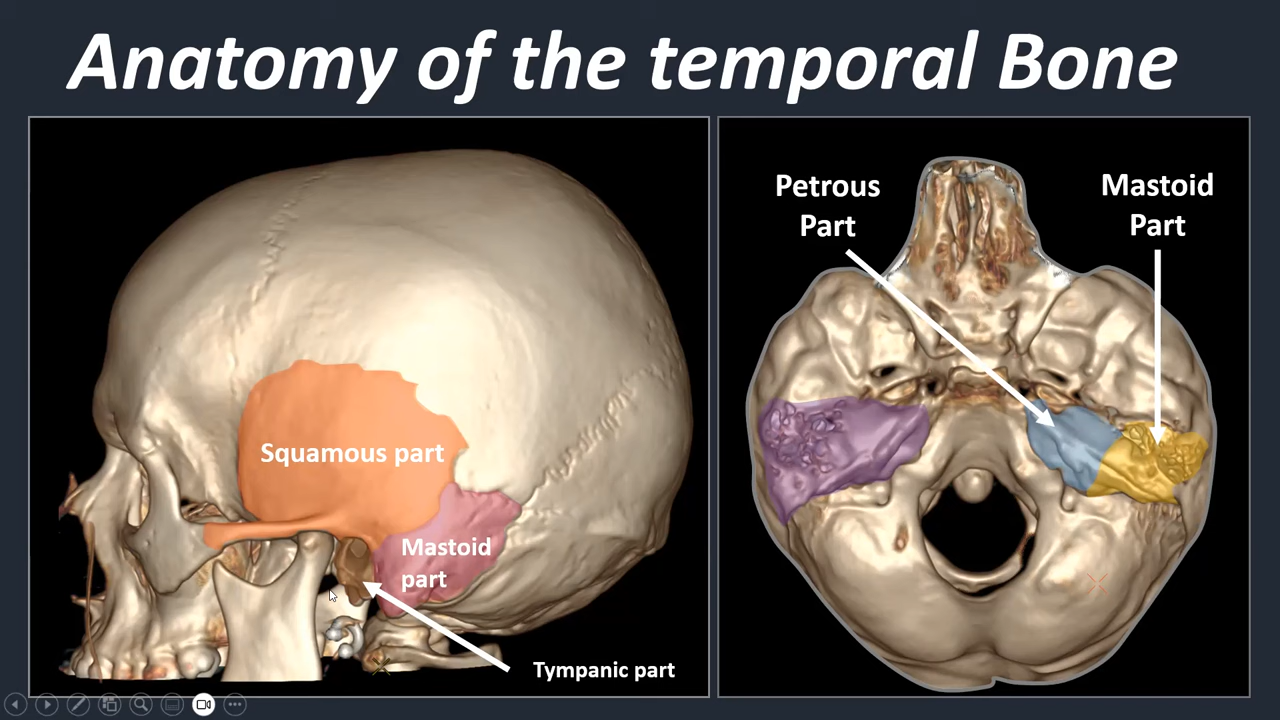 Anatomy of the temporal Bone
Squamous part
Mastoid
part
Tympanic part
Petrous
Part
Mastoid
Part